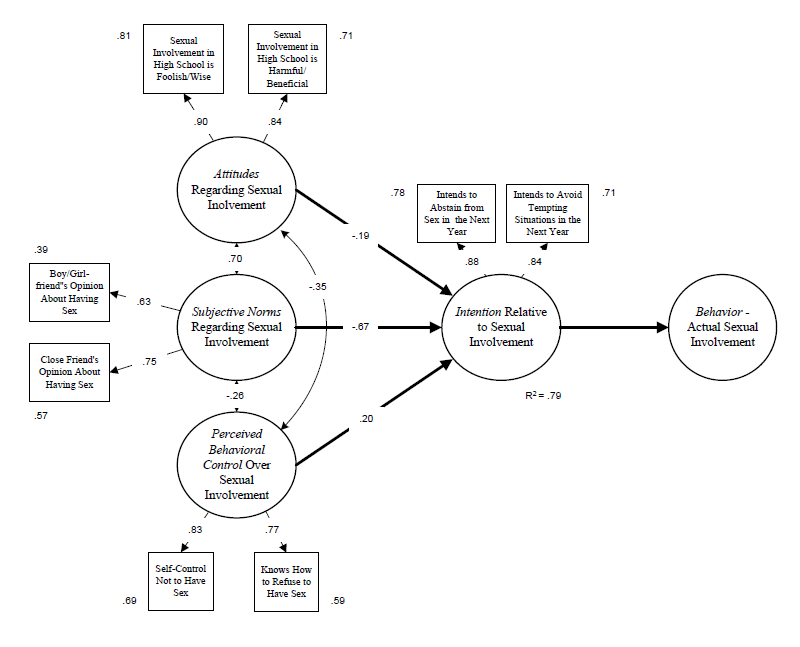 .81
Sexual
Involvement in
High School is
Foolish/Wise
Sexual
Involvement in
High School is
Harmful/
Beneficial
.71
.90
.84
Attitudes
Regarding Sexual
Inolvement
.78
Intends to
Abstain from
Sex in the Next
Year
Intends to Avoid
Tempting
Situations in the
Next Year
.71
-.19
.88
.84
.39
.70
Boy/Girl-
friend"s Opinion
About Having
Sex
.63
-.35
Subjective Norms
Regarding Sexual
Involvement
-.67
Intention Relative
to Sexual
Involvement
Behavior -
Actual Sexual
Involvement
Close Friend's
Opinion About
Having Sex
.75
.57
-.26
R2 = .79
.20
Perceived
Behavioral
Control Over
Sexual
Involvement
.83
.77
Self-Control
Not to Have
Sex
Knows How
to Refuse to
Have Sex
.69
.59